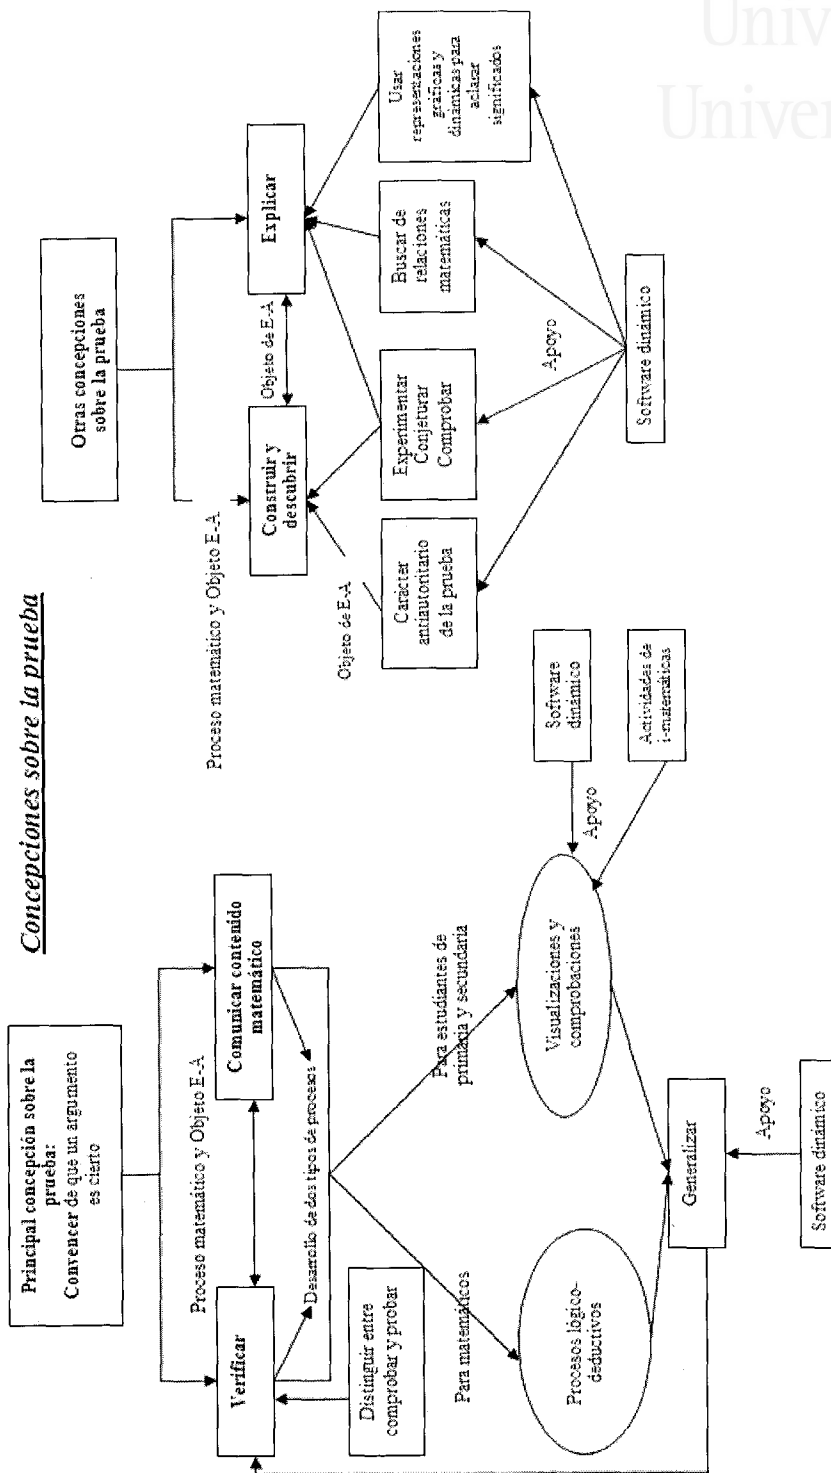 Concepciones sobre la prueba
Principal concepción sobre la
prueba:
Convencer de que un argumento
es cierto
Proceso matemático y Objeto E-A
Verificar
Comunicar contenido
matemático
Desarrollo de dos tipos de procesos
Distinguir entre
comprobar y probar
Para matemáticos
Para estudiantes de
primaria y secundaria
Procesos lógico-
deductivos
Visualizaciones y
comprobaciones
Apoyo
Software
dinámico
Actividades de
i-matemáticas
Generalizar
Apoyo
Software dinámico
Otras concepciones
sobre la prueba
Proceso matemático y Objeto E-A
Construir y
descubrir
Objeto de E-A
Explicar
Objeto de E-A
Carácter
antiautoritario
de la prueba
Experimentar
Conjeturar
Comprobar
Buscar de
relaciones
matemáticas
Usar
representaciones
gráficas y
dinámicas para
aclarar
significados
Apoyo
Software dinámico
Univ
Univer